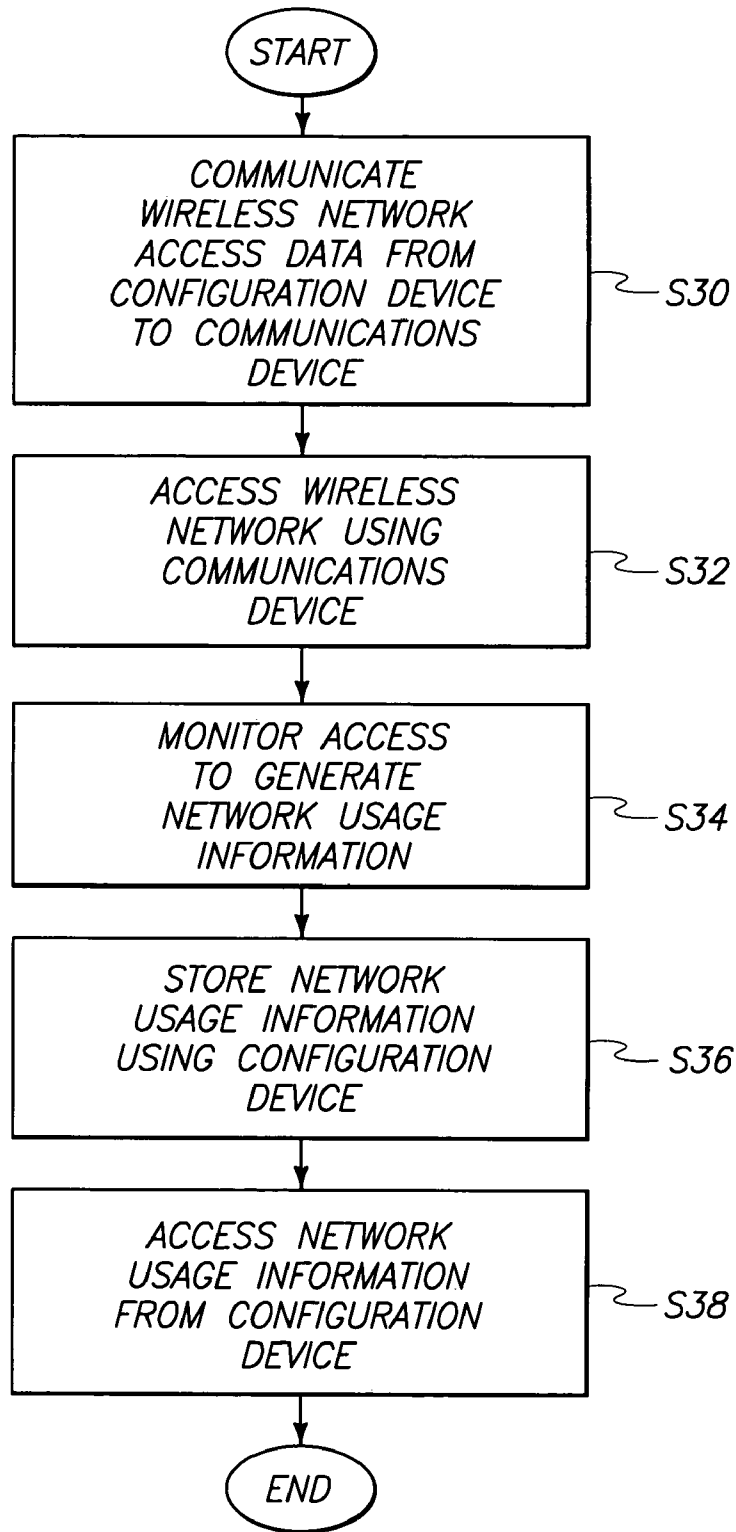 START
COMMUNICATE
WIRELESS NETWORK
ACCESS DATA FROM
CONFIGURATION DEVICE
TO COMMUNICATIONS
DEVICE
S30
ACCESS WIRELESS
NETWORK USING
COMMUNICATIONS
DEVICE
S32
MONITOR ACCESS
TO GENERATE
NETWORK USAGE
INFORMATION
S34
STORE NETWORK
USAGE INFORMATION
USING CONFIGURATION
DEVICE
S36
ACCESS NETWORK
USAGE INFORMATION
FROM CONFIGURATION
DEVICE
S38
END